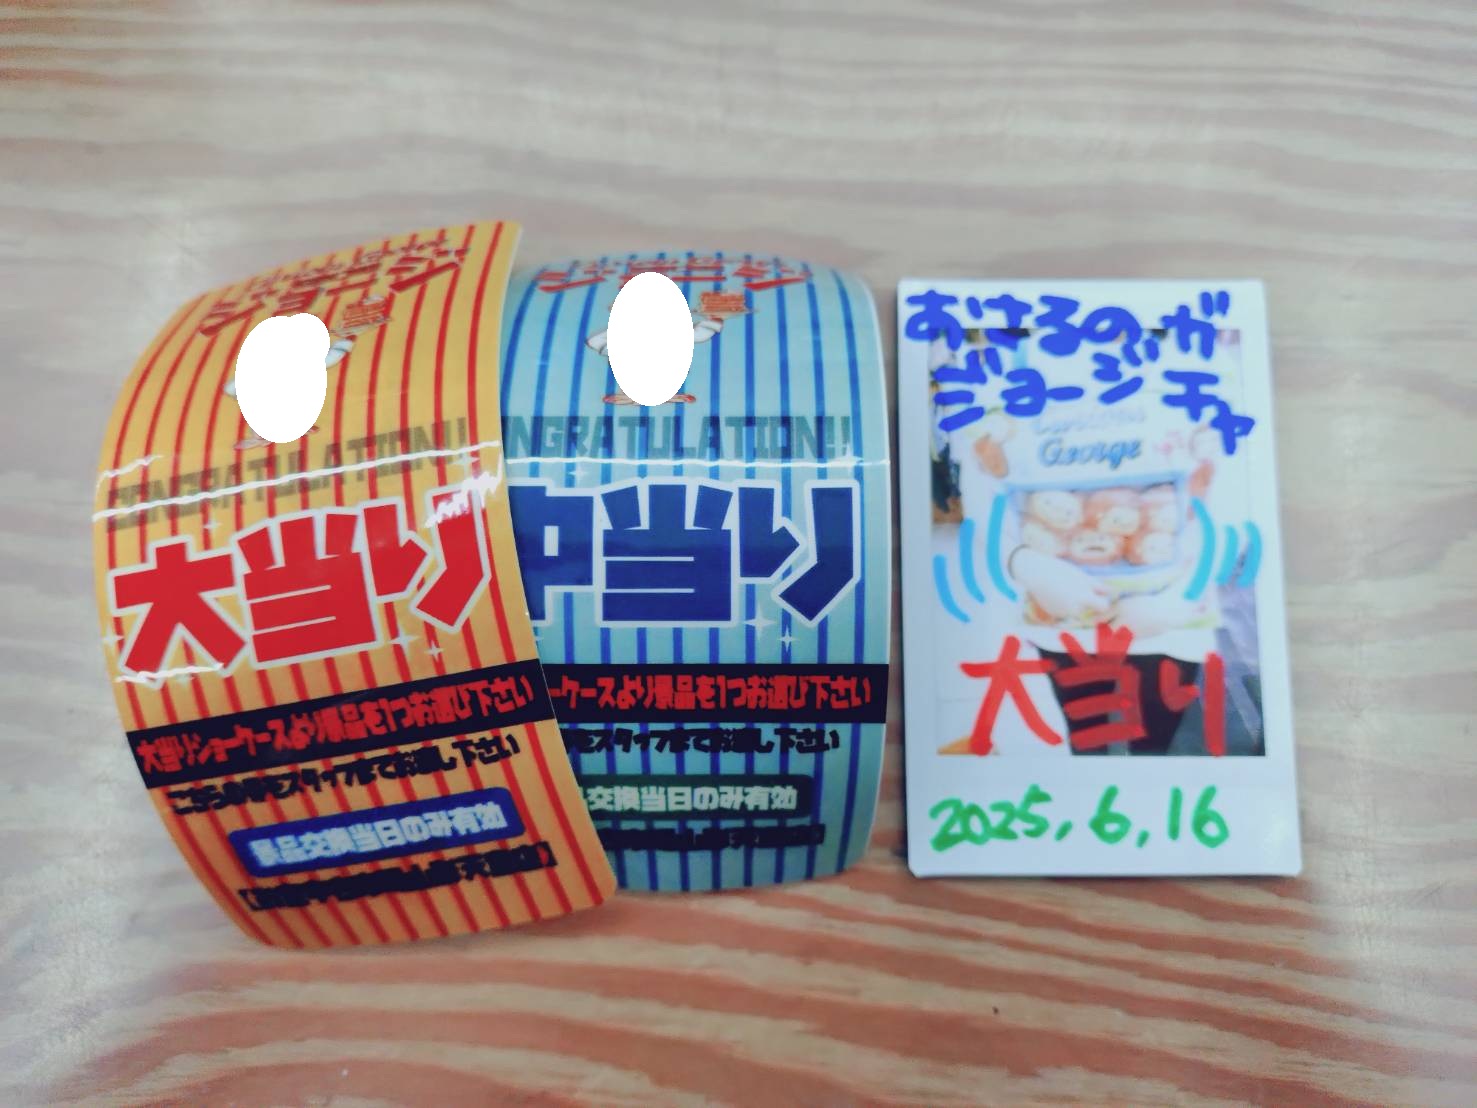 CONGRATULATION!!
大当り
大当りショーケースより景品を1つお選び下さい
こちらの券をスタッフまでお渡し下さい
景品交換当日のみ有効
NGRATULATION!!
中当り
ケースより景品を1つお選び下さい
をスタッフまでお渡し下さい
交換当日のみ有効
おさるの
ジョージ
ガチャ
George
大当り
2025.6.16